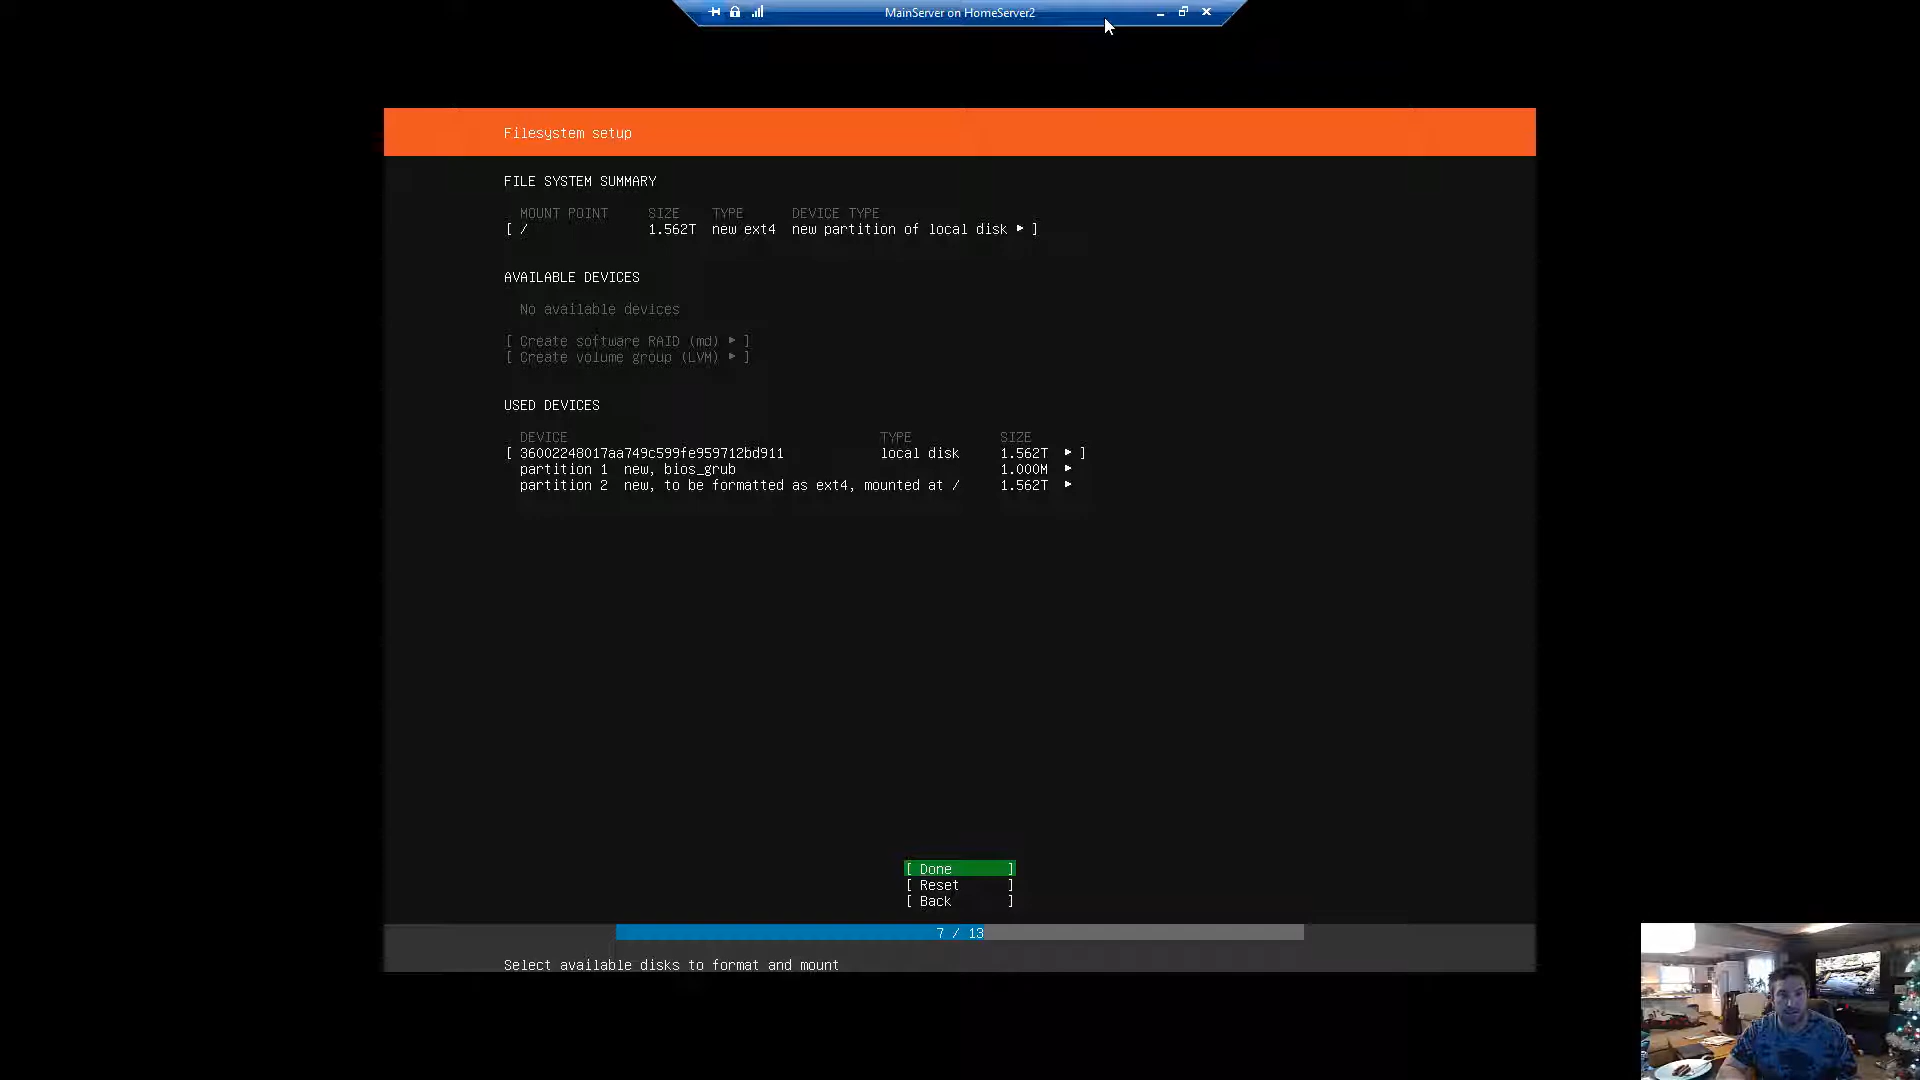 MainServer on HomeServer2
Filesystem setup
FILE SYSTEM SUMMARY
MOUNT POINT SIZE TYPE DEVICE TYPE
[ / 1.562T new ext4 new partition of local disk ▸ ]
AVAILABLE DEVICES
No available devices
[ Create software RAID (md) ▸ ]
[ Create volume group (LVM) ▸ ]
USED DEVICES
DEVICE TYPE SIZE
[ 36002248017aa749c599fe959712bd911 local disk 1.562T ▸ ]
partition 1 new, bios_grub 1.000M ▸
partition 2 new, to be formatted as ext4, mounted at / 1.562T ▸
[ Done ]
[ Reset ]
[ Back ]
7 / 13
Select available disks to format and mount